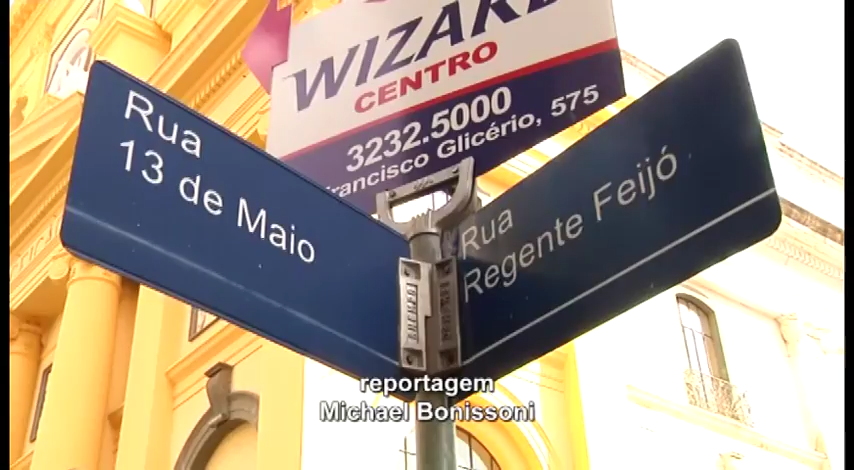 WIZARD
CENTRO
3232.5000
Francisco Glicério, 575
Rua
13 de Maio
Rua
Regente Feijó
reportagem
Michael Bonissoni